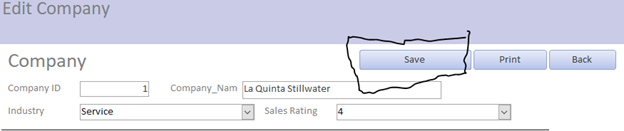 Edit Company
Company Save Print Back
Company ID 1 Company_Nam La Quinta Stillwater
Industry Service Sales Rating 4